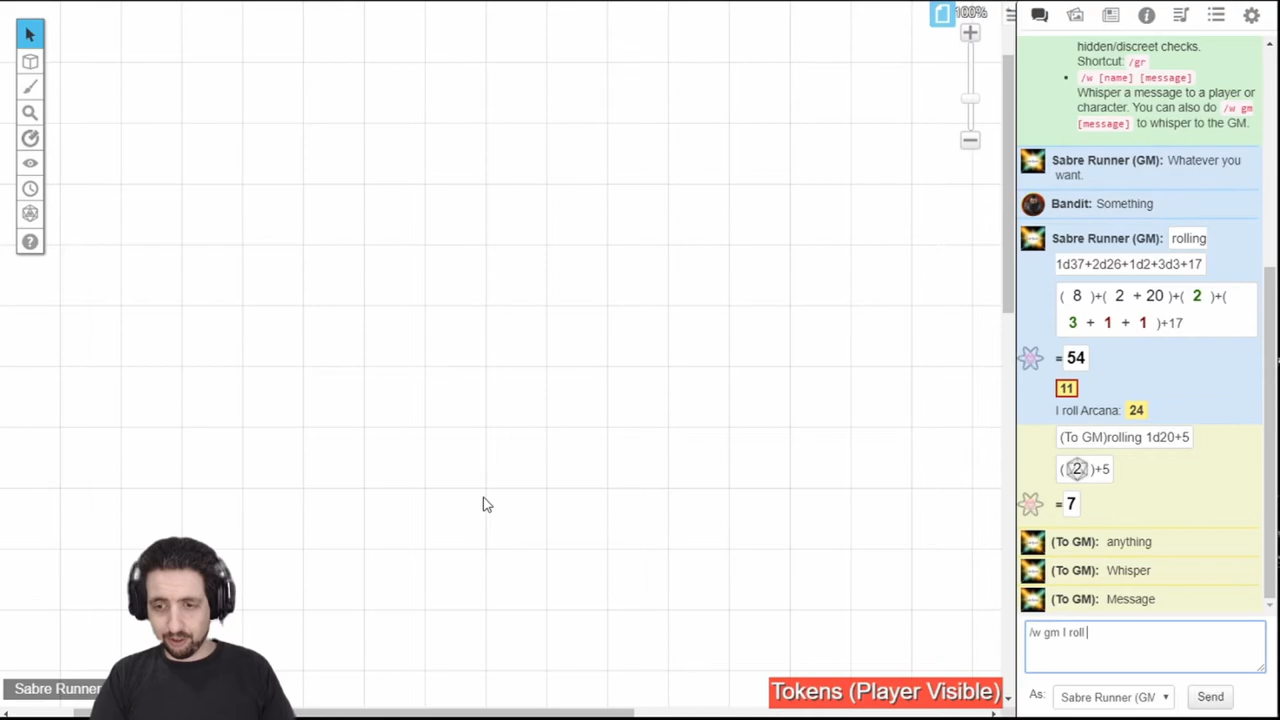 100%
hidden/discreet checks.
Shortcut: /gr
/w [name] [message]
Whisper a message to a player or
character. You can also do /w gm
[message] to whisper to the GM.
Sabre Runner (GM): Whatever you
want.
Bandit: Something
Sabre Runner (GM): rolling
1d37+2d26+1d2+3d3+17
( 8 )+( 2 + 20 )+( 2 )+(
3 + 1 + 1 )+17
= 54
11
I roll Arcana: 24
(To GM)rolling 1d20+5
(2)+5
= 7
(To GM): anything
(To GM): Whisper
(To GM): Message
/w gm I roll
As: Sabre Runner (GM
Send
Sabre Runner
Tokens (Player Visible)